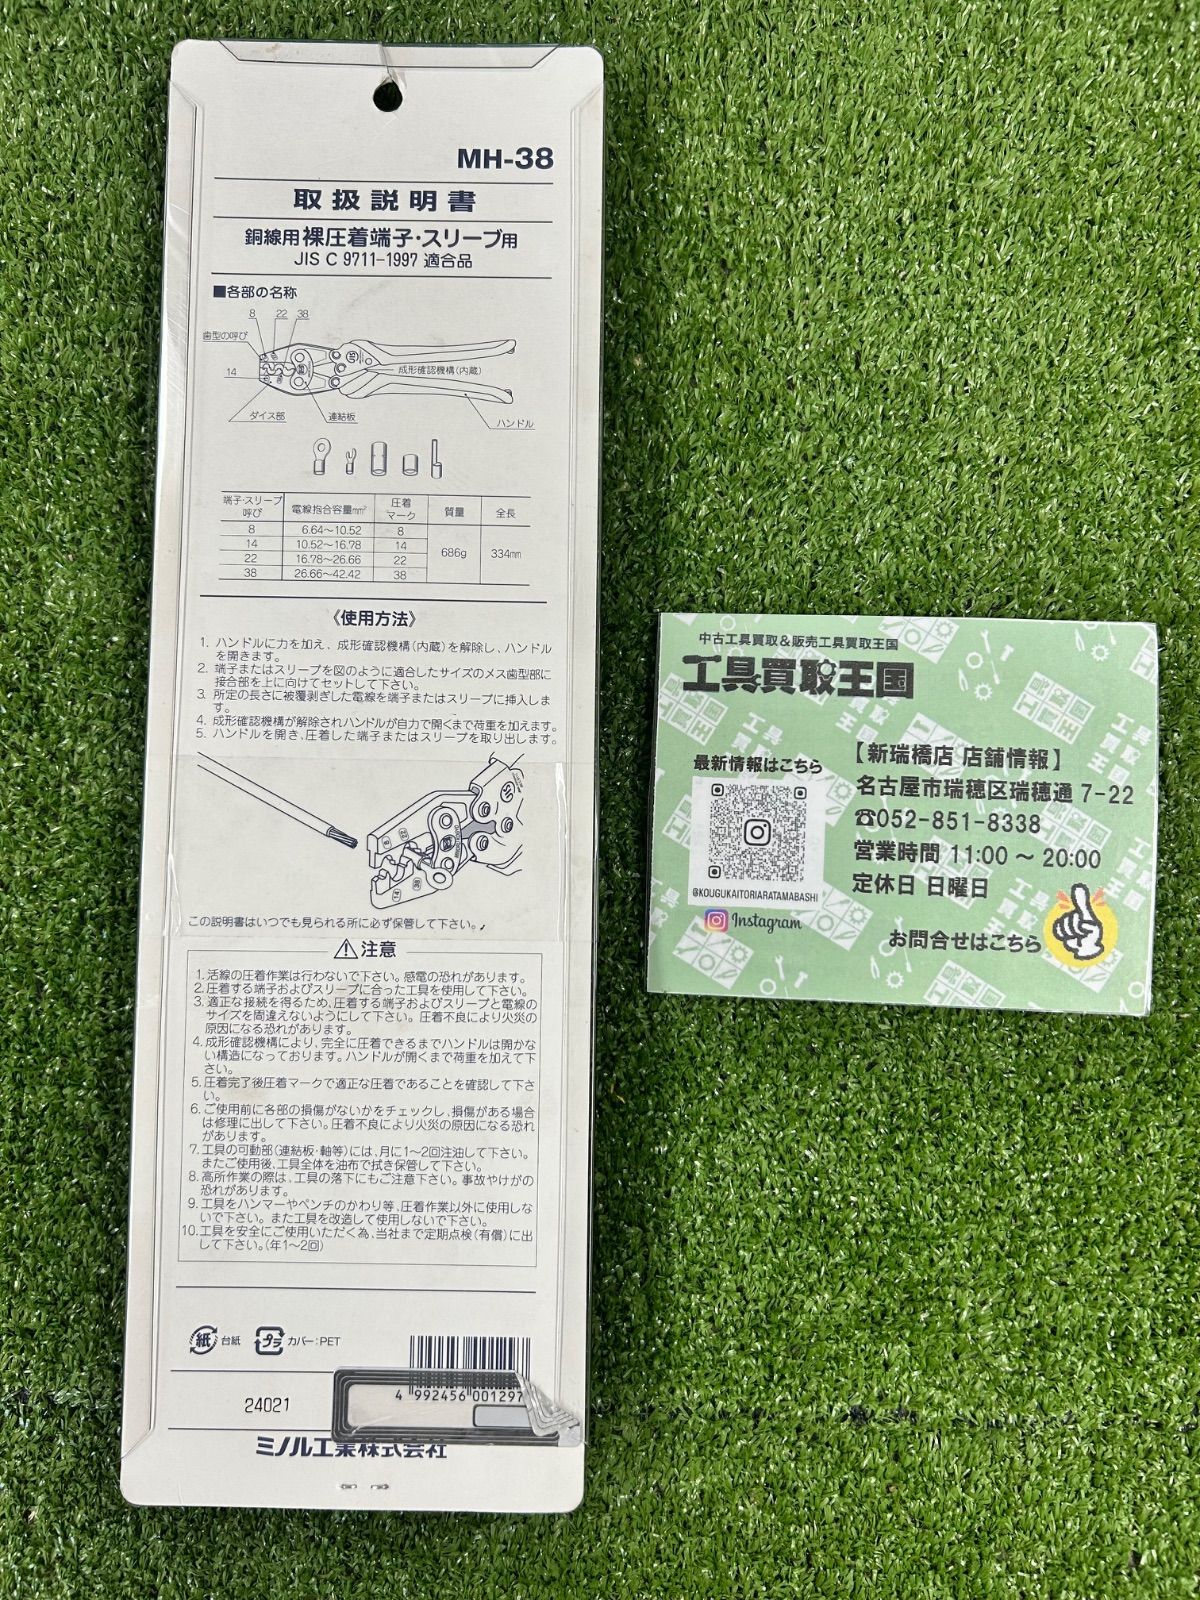 MH-38
取扱説明書
銅線用裸圧着端子・スリーブ用
JIS C 9711-1997 適合品
■各部の名称
8 22 38
歯型の呼び
14
成形確認機構(内蔵)
ダイス部
連結板
ハンドル
端子・スリーブ呼び 電線抱合容量mm² 圧着マーク 質量 全長
8 6.64〜10.52 8
14 10.52〜16.78 14
22 16.78〜26.66 22
38 26.66〜42.42 38
686g 334mm
《使用方法》
1. ハンドルに力を加え、成形確認機構(内蔵)を解除し、ハンドル
を開きます。
2. 端子またはスリーブを図のように適合したサイズのメス歯型部に
接合部を上に向けてセットして下さい。
3. 所定の長さに被覆剥ぎした電線を端子またはスリーブに挿入しま
す。
4. 成形確認機構が解除されハンドルが自力で開くまで荷重を加えます。
5. ハンドルを開き、圧着した端子またはスリーブを取り出します。
この説明書はいつでも見られる所に必ず保管して下さい。
⚠注意
1. 活線の圧着作業は行わないで下さい。感電の恐れがあります。
2. 圧着する端子およびスリーブに合った工具を使用して下さい。
3. 適正な接続を得るため、圧着する端子およびスリーブと電線の
サイズを間違えないようにして下さい。圧着不良により火災の
原因になる恐れがあります。
4. 成形確認機構により、完全に圧着できるまでハンドルは開かな
い構造になっております。ハンドルが開くまで荷重を加えて下
さい。
5. 圧着完了後圧着マークで適正な圧着であることを確認して下さ
い。
6. ご使用前に各部の損傷がないかをチェックし、損傷がある場合
は修理に出して下さい。圧着不良により火災の原因になる恐れ
があります。
7. 工具の可動部(連結板・軸等)には、月に1〜2回注油して下さい。
またご使用後、工具全体を油布で拭き保管して下さい。
8. 高所作業の際は、工具の落下にもご注意下さい。事故やけがの
恐れがあります。
9. 工具をハンマーやペンチのかわり等、圧着作業以外に使用しな
いで下さい。また工具を改造して使用しないで下さい。
10. 工具を安全にご使用いただく為、当社まで定期点検(有償)に出
して下さい。(年1〜2回)
紙 台紙 プラ カバー:PET
4 992456 00129
24021
ミノル工業株式会社
中古工具買取&販売工具買取王国
工具買取王国
最新情報はこちら
@KOUGUKAITORIARATAMABASHI
Instagram
【新瑞橋店 店舗情報】
名古屋市瑞穂区瑞穂通 7-22
☎052-851-8338
営業時間 11:00 〜 20:00
定休日 日曜日
お問合せはこちら